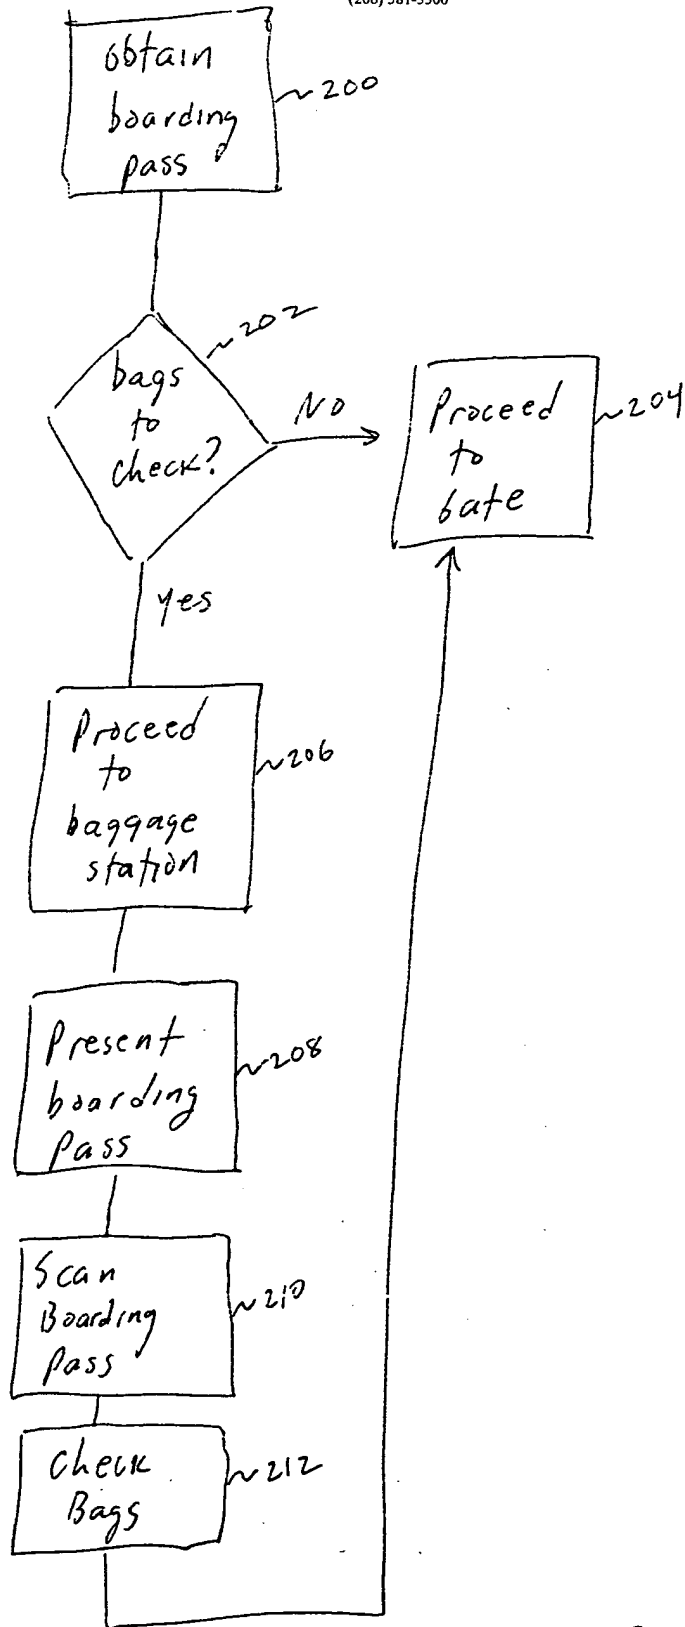 obtain
boarding
pass
~200
~202
bags
to
check?
No
Proceed
to
Gate
~204
yes
Proceed
to
baggage
station
~206
Present
boarding
Pass
~208
Scan
Boarding
Pass
~210
Check
Bags
~212